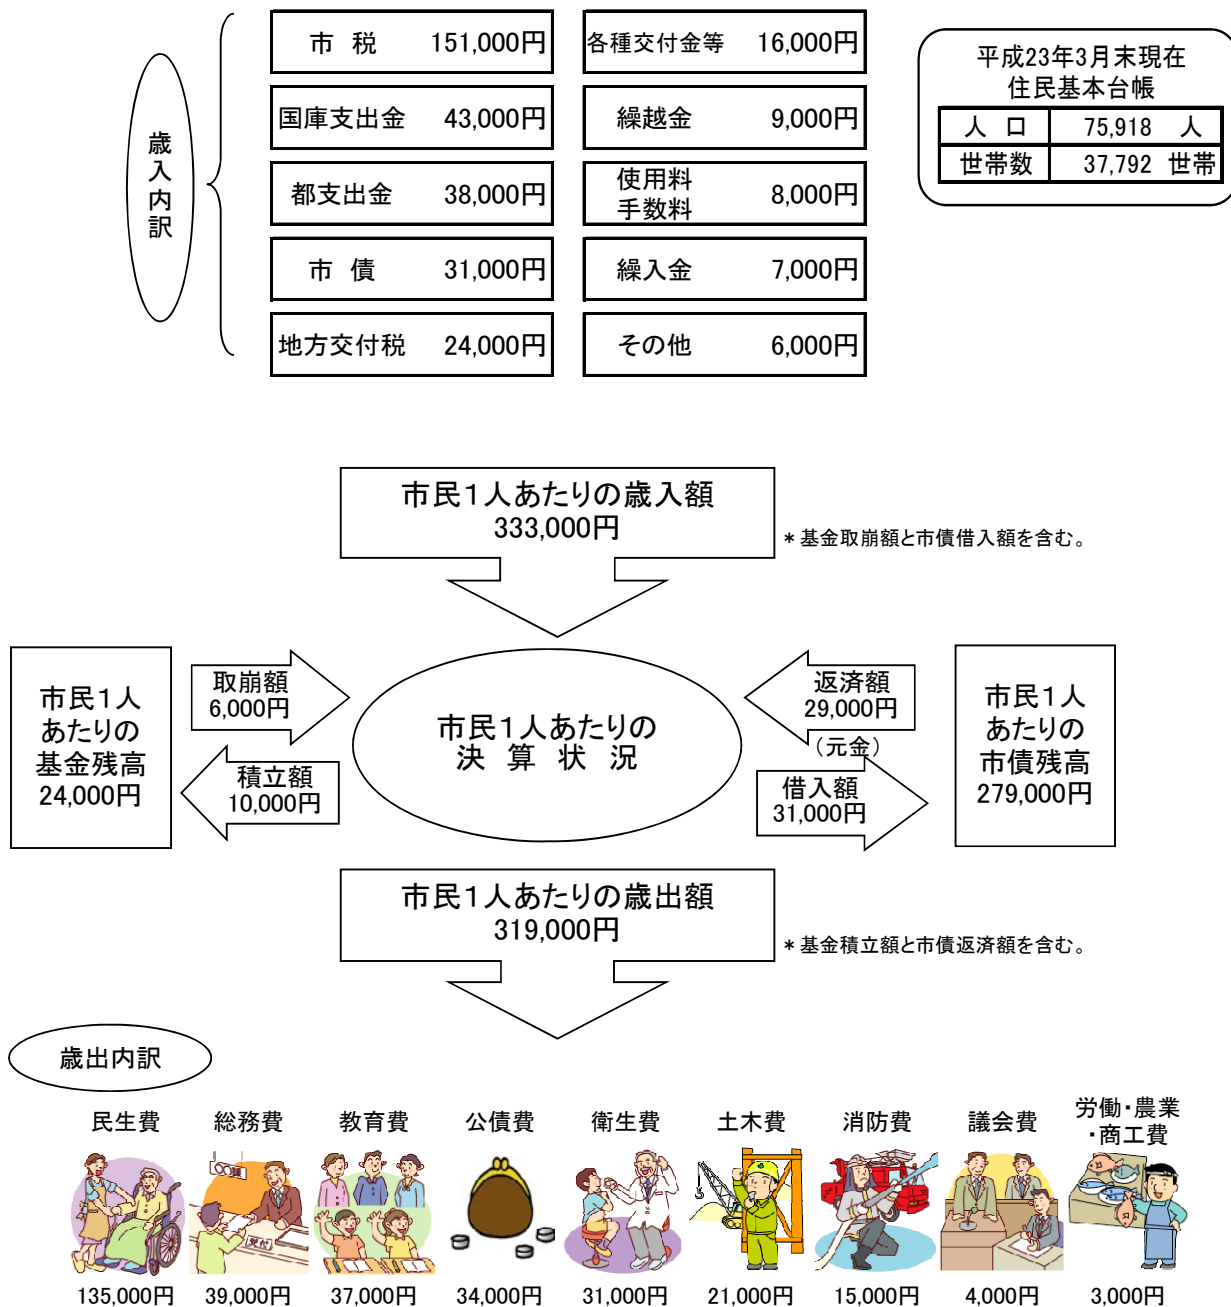 歳入内訳
市　税　151,000円
国庫支出金　43,000円
都支出金　38,000円
市　債　31,000円
地方交付税　24,000円
各種交付金等　16,000円
繰越金　9,000円
使用料
手数料　8,000円
繰入金　7,000円
その他　6,000円
平成23年3月末現在
住民基本台帳
人　口　75,918　人
世帯数　37,792　世帯
市民１人あたりの歳入額
333,000円
＊基金取崩額と市債借入額を含む。
市民１人
あたりの
基金残高
24,000円
取崩額
6,000円
積立額
10,000円
市民１人あたりの
決　算　状　況
返済額
29,000円
（元金）
借入額
31,000円
市民１人
あたりの
市債残高
279,000円
市民１人あたりの歳出額
319,000円
＊基金積立額と市債返済額を含む。
歳出内訳
民生費　総務費　教育費　公債費　衛生費　土木費　消防費　議会費
労働・農業
・商工費
受付
135,000円　39,000円　37,000円　34,000円　31,000円　21,000円　15,000円　4,000円　3,000円